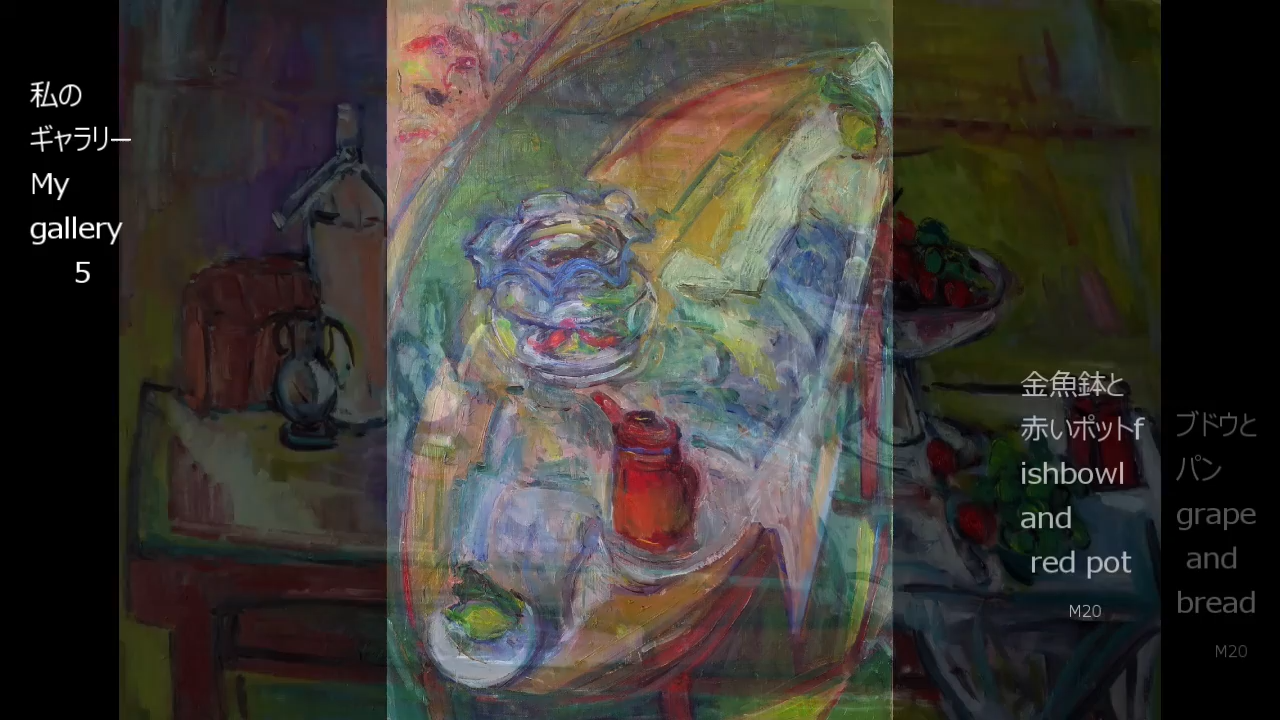 私の
ギャラリー
My
gallery
5
金魚鉢と
赤いポットf
ishbowl
and
red pot
M20
ブドウと
パン
grape
and
bread
M20